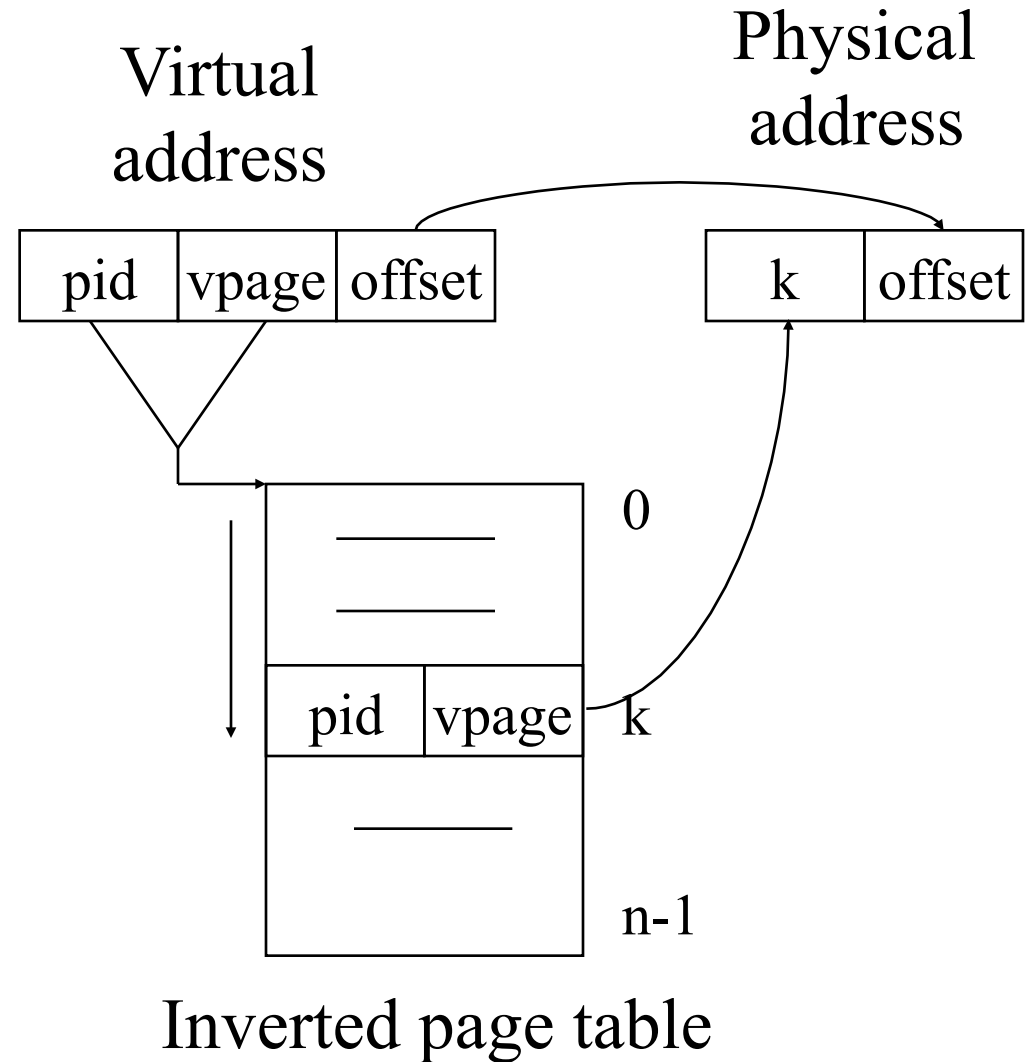 Virtual
address
Physical
address
pid vpage offset
k offset
0
pid vpage k
n-1
Inverted page table